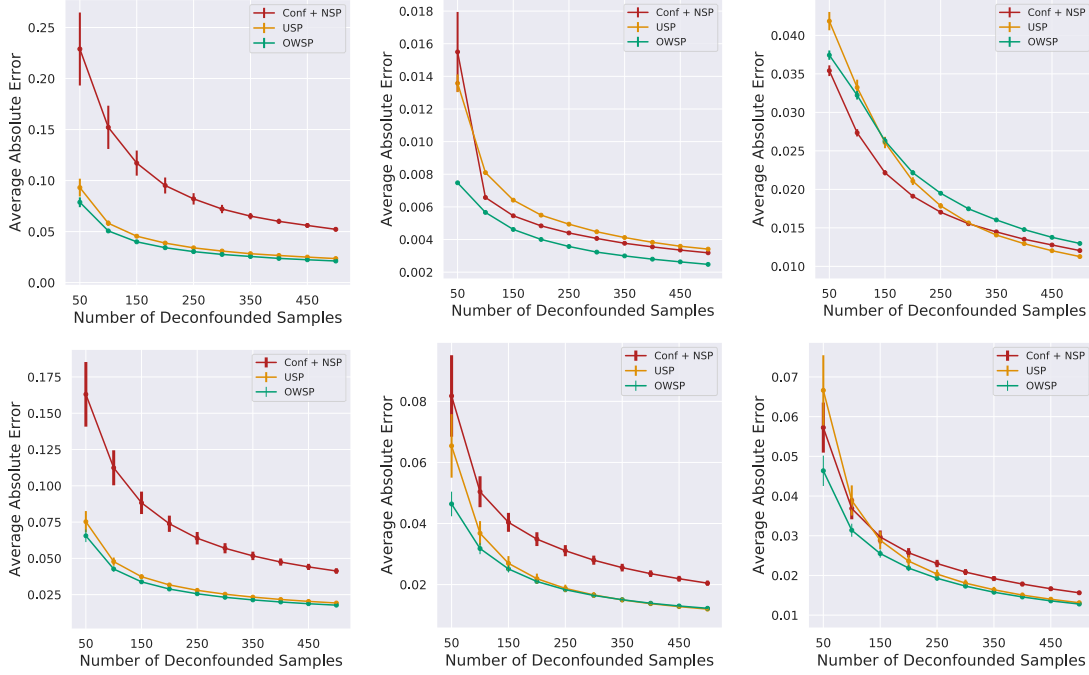 Average Absolute Error
0.25
0.20
0.15
0.10
0.05
0.00
Conf + NSP
USP
OWSP
50 150 250 350 450
Number of Deconfounded Samples
Average Absolute Error
0.018
0.016
0.014
0.012
0.010
0.008
0.006
0.004
0.002
Conf + NSP
USP
OWSP
50 150 250 350 450
Number of Deconfounded Samples
Average Absolute Error
0.040
0.035
0.030
0.025
0.020
0.015
0.010
Conf + NSP
USP
OWSP
50 150 250 350 450
Number of Deconfounded Samples
Average Absolute Error
0.175
0.150
0.125
0.100
0.075
0.050
0.025
Conf + NSP
USP
OWSP
50 150 250 350 450
Number of Deconfounded Samples
Average Absolute Error
0.08
0.06
0.04
0.02
Conf + NSP
USP
OWSP
50 150 250 350 450
Number of Deconfounded Samples
Average Absolute Error
0.07
0.06
0.05
0.04
0.03
0.02
0.01
Conf + NSP
USP
OWSP
50 150 250 350 450
Number of Deconfounded Samples